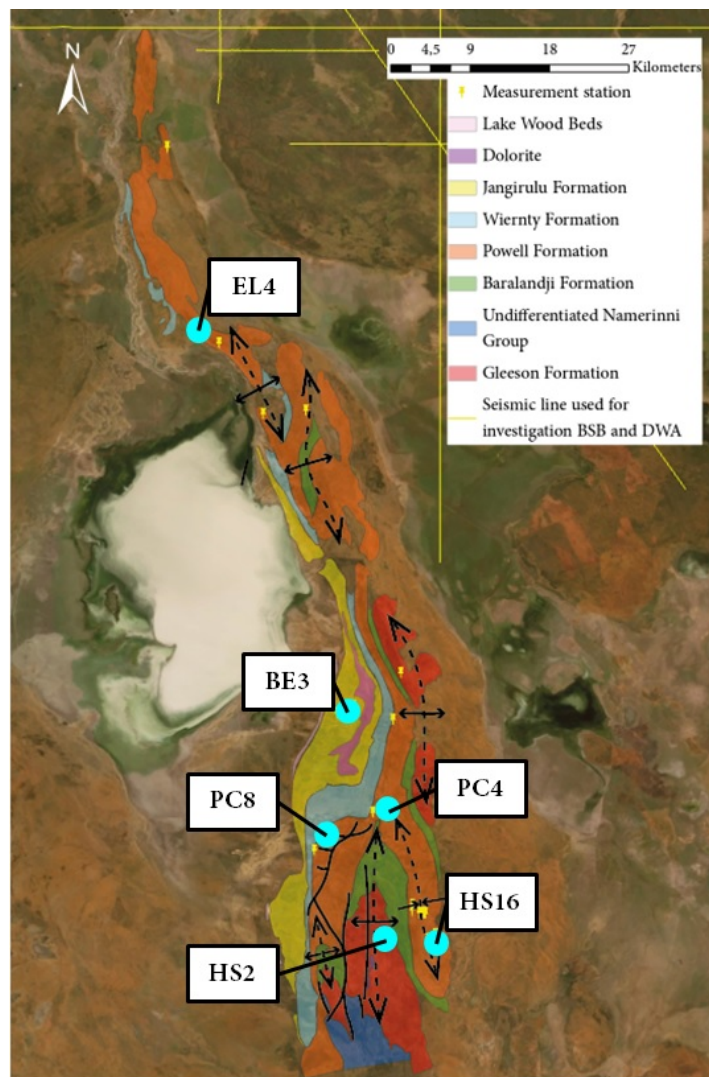 N
0 4,5 9 18 27
Kilometers
Measurement station
Lake Wood Beds
Dolorite
Jangirulu Formation
Wiernty Formation
Powell Formation
Baralandji Formation
Undifferentiated Namerinni
Group
Gleeson Formation
Seismic line used for
investigation BSB and DWA
EL4
BE3
PC8
PC4
HS16
HS2